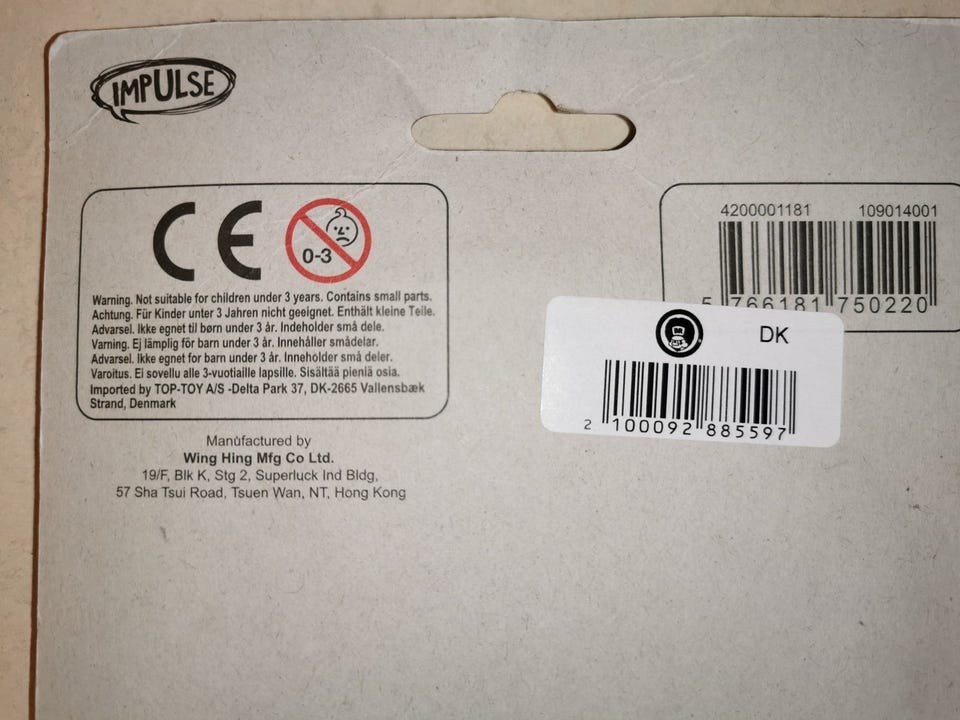 IMPULSE
CE
0-3
Warning. Not suitable for children under 3 years. Contains small parts.
Achtung. Für Kinder unter 3 Jahren nicht geeignet. Enthält kleine Teile.
Advarsel. Ikke egnet til børn under 3 år. Indeholder små dele.
Varning. Ej lämplig för barn under 3 år. Innehåller smådelar.
Advarsel. Ikke egnet for barn under 3 år. Inneholder små deler.
Varoitus. Ei sovellu alle 3-vuotiaille lapsille. Sisältää pieniä osia.
Imported by TOP-TOY A/S -Delta Park 37, DK-2665 Vallensbæk
Strand, Denmark
Manufactured by
Wing Hing Mfg Co Ltd.
19/F, Blk K, Stg 2, Superluck Ind Bldg,
57 Sha Tsui Road, Tsuen Wan, NT, Hong Kong
4200001181 109014001
5 766181 750220
DK
2 100092 885597